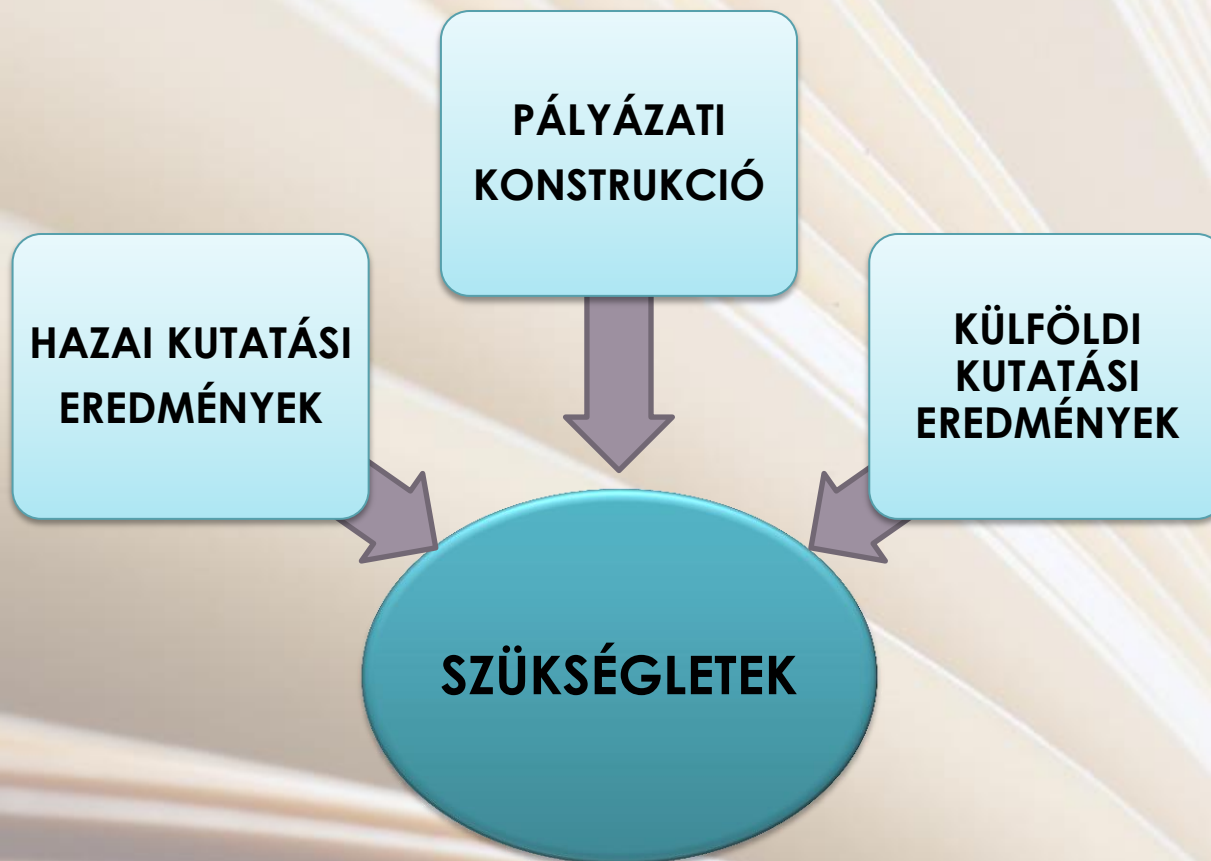 PÁLYÁZATI
KONSTRUKCIÓ
HAZAI KUTATÁSI
EREDMÉNYEK
KÜLFÖLDI
KUTATÁSI
EREDMÉNYEK
SZÜKSÉGLETEK